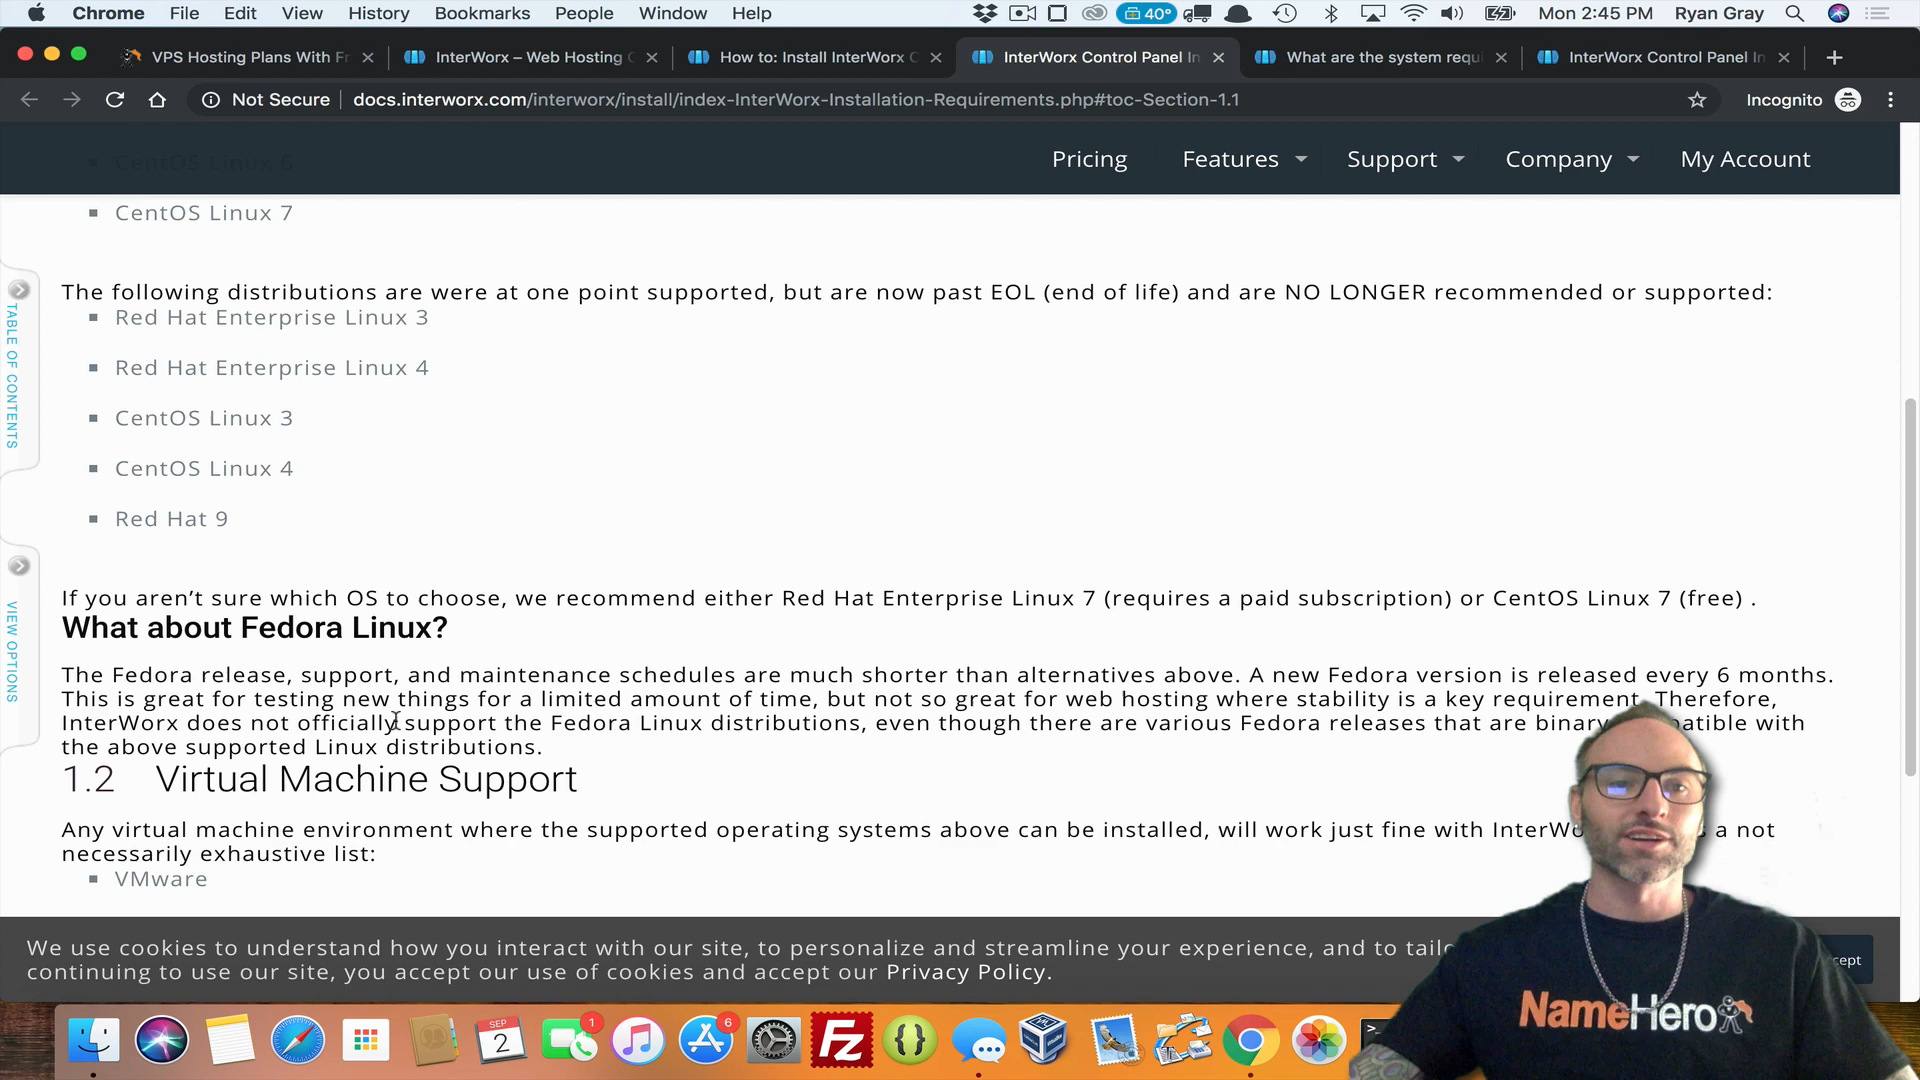 Chrome File Edit View History Bookmarks People Window Help 40° Mon 2:45 PM Ryan Gray
VPS Hosting Plans With Fr InterWorx – Web Hosting C How to: Install InterWorx C InterWorx Control Panel In What are the system requi InterWorx Control Panel In
Not Secure docs.interworx.com/interworx/install/index-InterWorx-Installation-Requirements.php#toc-Section-1.1 Incognito
Pricing Features Support Company My Account
CentOS Linux 6
CentOS Linux 7
The following distributions are were at one point supported, but are now past EOL (end of life) and are NO LONGER recommended or supported:
Red Hat Enterprise Linux 3
Red Hat Enterprise Linux 4
CentOS Linux 3
CentOS Linux 4
Red Hat 9
TABLE OF CONTENTS
VIEW OPTIONS
If you aren't sure which OS to choose, we recommend either Red Hat Enterprise Linux 7 (requires a paid subscription) or CentOS Linux 7 (free) .
What about Fedora Linux?
The Fedora release, support, and maintenance schedules are much shorter than alternatives above. A new Fedora version is released every 6 months.
This is great for testing new things for a limited amount of time, but not so great for web hosting where stability is a key requirement. Therefore,
InterWorx does not officially support the Fedora Linux distributions, even though there are various Fedora releases that are binary with
the above supported Linux distributions.
1.2 Virtual Machine Support
Any virtual machine environment where the supported operating systems above can be installed, will work just fine with a not
necessarily exhaustive list:
VMware
We use cookies to understand how you interact with our site, to personalize and streamline your experience, and to
continuing to use our site, you accept our use of cookies and accept our Privacy Policy.
SEP
2
1
6
Fz
NameHero